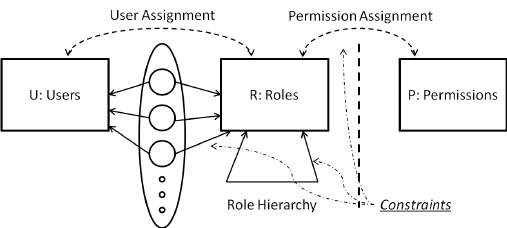 User Assignment
Permission Assignment
U: Users
R: Roles
P: Permissions
Role Hierarchy
Constraints